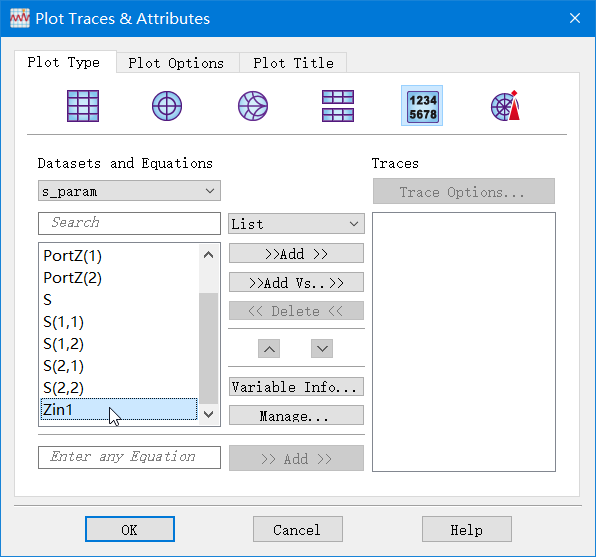 Plot Traces & Attributes
Plot Type
Plot Options
Plot Title
1234
5678
Datasets and Equations
Traces
s_param
Trace Options...
Search
List
PortZ(1)
PortZ(2)
S
S(1,1)
S(1,2)
S(2,1)
S(2,2)
Zin1
>>Add >>
>>Add Vs..>>
<< Delete <<
Variable Info...
Manage...
Enter any Equation
>> Add >>
OK
Cancel
Help